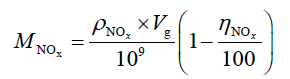 M_{NO_x} = \frac{\rho_{NO_x} \times V_g}{10^9} \left(1 - \frac{\eta_{NO_x}}{100}\right)